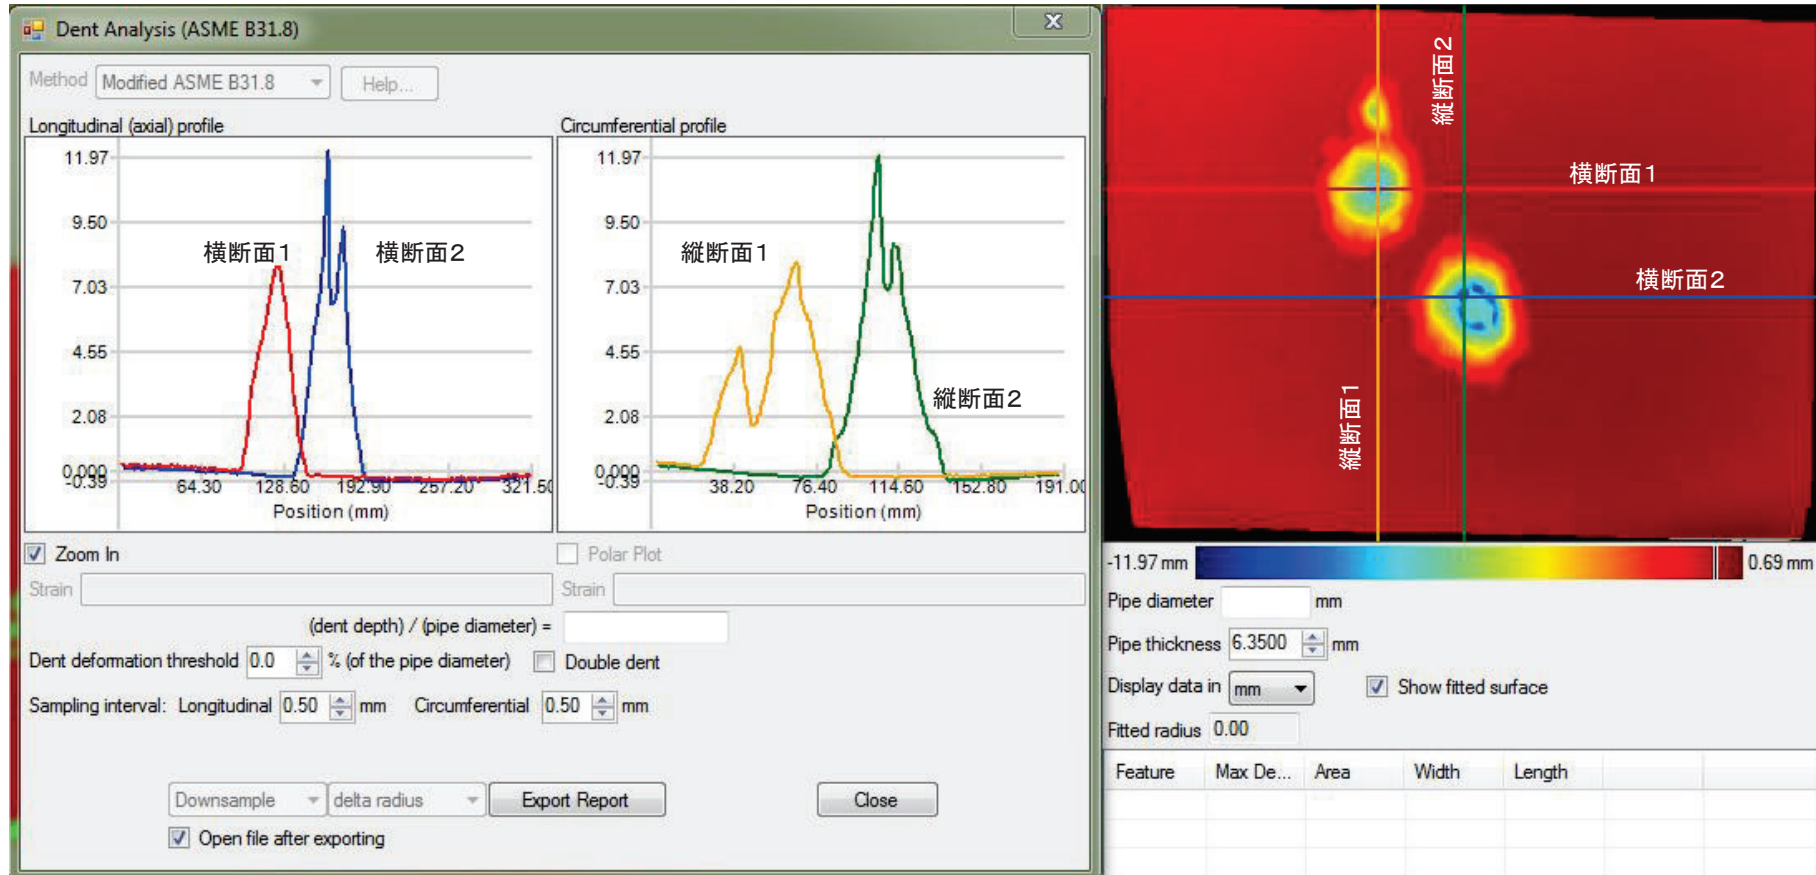 Dent Analysis (ASME B31.8)
Method Modified ASME B31.8 Help...
Longitudinal (axial) profile
11.97
9.50
7.03
4.55
2.08
0.000
-0.39
64.30 128.60 192.90 257.20 321.50
Position (mm)
横断面1
横断面2
Circumferential profile
11.97
9.50
7.03
4.55
2.08
0.000
-0.39
38.20 76.40 114.60 152.80 191.00
Position (mm)
縦断面1
縦断面2
Zoom In
Polar Plot
Strain
Strain
(dent depth) / (pipe diameter) =
Dent deformation threshold 0.0 % (of the pipe diameter) Double dent
Sampling interval: Longitudinal 0.50 mm Circumferential 0.50 mm
Downsample delta radius Export Report Close
Open file after exporting
縦断面2
横断面1
横断面2
縦断面1
-11.97 mm 0.69 mm
Pipe diameter mm
Pipe thickness 6.3500 mm
Display data in mm Show fitted surface
Fitted radius 0.00
Feature Max De... Area Width Length